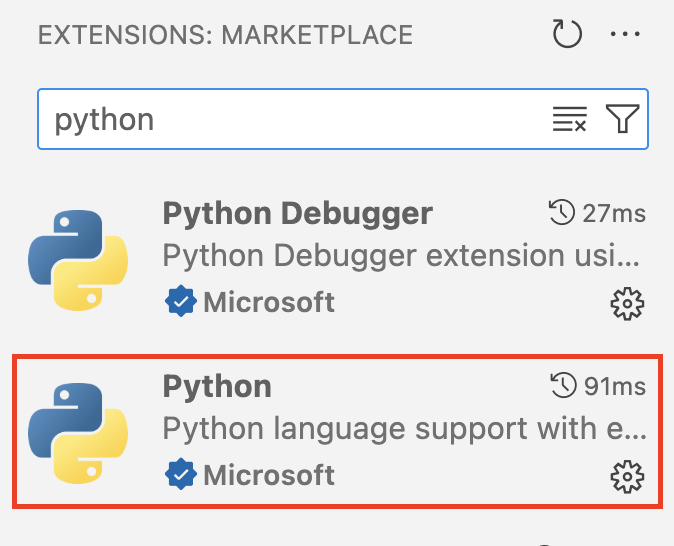 EXTENSIONS: MARKETPLACE
python
Python Debugger 27ms
Python Debugger extension usi...
Microsoft
Python 91ms
Python language support with e...
Microsoft